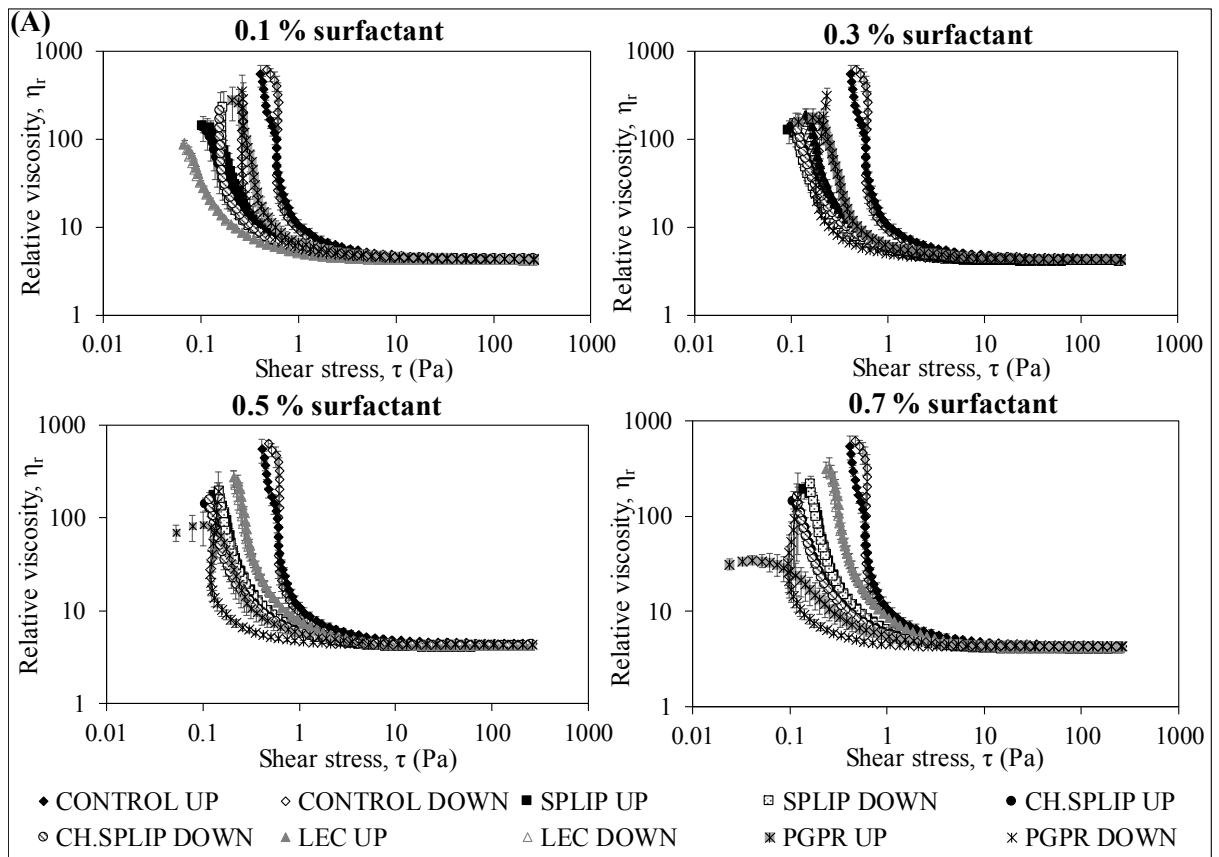 (A)
0.1 % surfactant
Relative viscosity, ηr
1000
100
10
1
0.01 0.1 1 10 100 1000
Shear stress, τ (Pa)
0.3 % surfactant
Relative viscosity, ηr
1000
100
10
1
0.01 0.1 1 10 100 1000
Shear stress, τ (Pa)
0.5 % surfactant
Relative viscosity, ηr
1000
100
10
1
0.01 0.1 1 10 100 1000
Shear stress, τ (Pa)
0.7 % surfactant
Relative viscosity, ηr
1000
100
10
1
0.01 0.1 1 10 100 1000
Shear stress, τ (Pa)
CONTROL UP CONTROL DOWN SPLIP UP SPLIP DOWN CH.SPLIP UP
CH.SPLIP DOWN LEC UP LEC DOWN PGPR UP PGPR DOWN